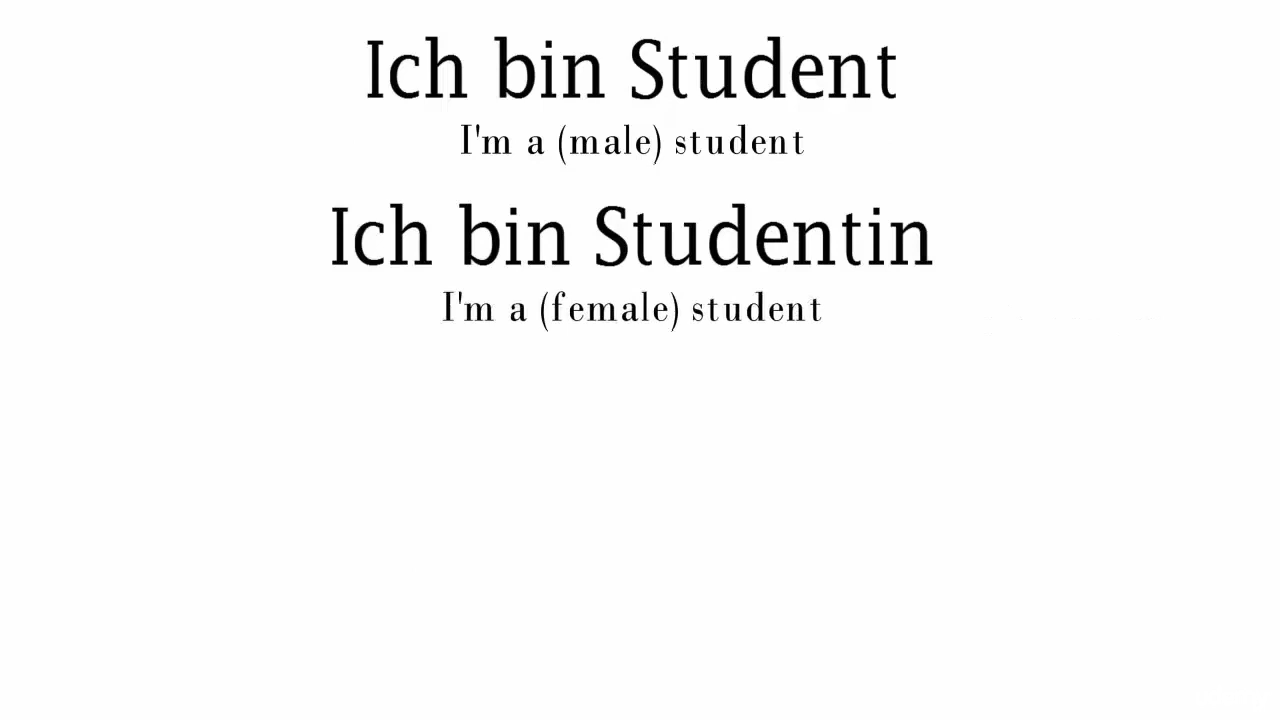 Ich bin Student
I'm a (male) student
Ich bin Studentin
I'm a (female) student